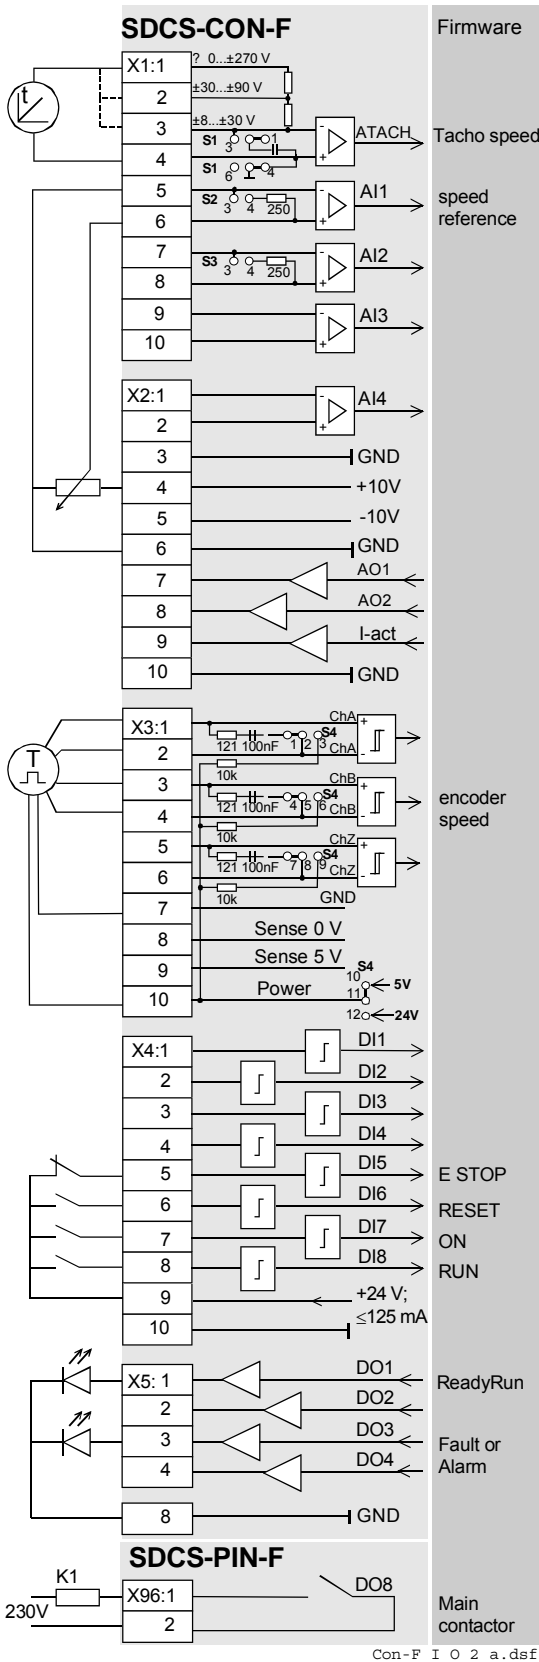 SDCS-CON-F
Firmware
X1:1
? 0...±270 V
2
±30...±90 V
3
±8...±30 V
ATACH
Tacho speed
t
S1
3
1
-
+
4
S1
6
4
5
AI1
speed
reference
S2
3 4 250
-
+
6
7
AI2
S3
3 4 250
-
+
8
9
AI3
-
+
10
X2:1
AI4
-
+
2
3
GND
4
+10V
5
-10V
6
GND
7
AO1
8
AO2
9
I-act
10
GND
X3:1
ChA
+
S4
121 100nF 1 2 3
2
ChA
-
T
10k
3
ChB
+
S4
121 100nF 4 5 6
4
ChB
-
encoder
speed
10k
5
ChZ
+
S4
121 100nF 7 8 9
6
ChZ
-
10k
7
GND
8
Sense 0 V
9
Sense 5 V
S4
10
5V
10
Power
11
12
24V
X4:1
DI1
2
DI2
3
DI3
4
DI4
5
DI5
E STOP
6
DI6
RESET
7
DI7
ON
8
DI8
RUN
9
+24 V;
≤125 mA
10
X5: 1
DO1
ReadyRun
2
DO2
3
DO3
Fault or
Alarm
4
DO4
8
GND
SDCS-PIN-F
K1
X96:1
DO8
Main
contactor
230V
2
Con-F I O 2 a.dsf